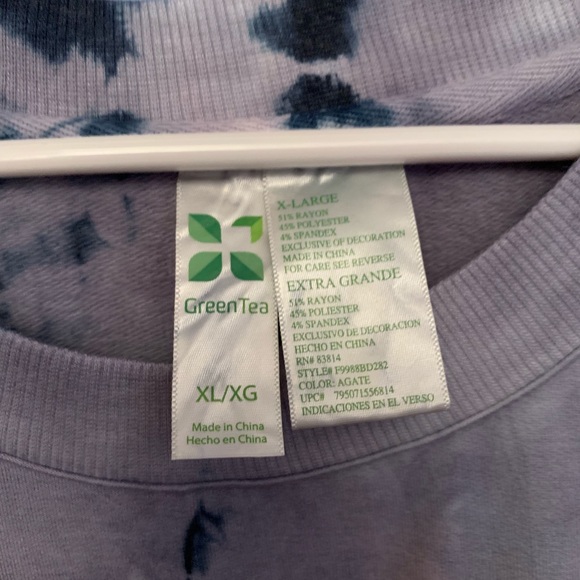 GreenTea
XL/XG
Made in China
Hecho en China
X-LARGE
51% RAYON
45% POLYESTER
4% SPANDEX
EXCLUSIVE OF DECORATION
MADE IN CHINA
FOR CARE SEE REVERSE
EXTRA GRANDE
51% RAYON
45% POLIESTER
4% SPANDEX
EXCLUSIVO DE DECORACION
HECHO EN CHINA
RN# 83814
STYLE# F9988BD282
COLOR: AGATE
UPC# 795071556814
INDICACIONES EN EL VERSO